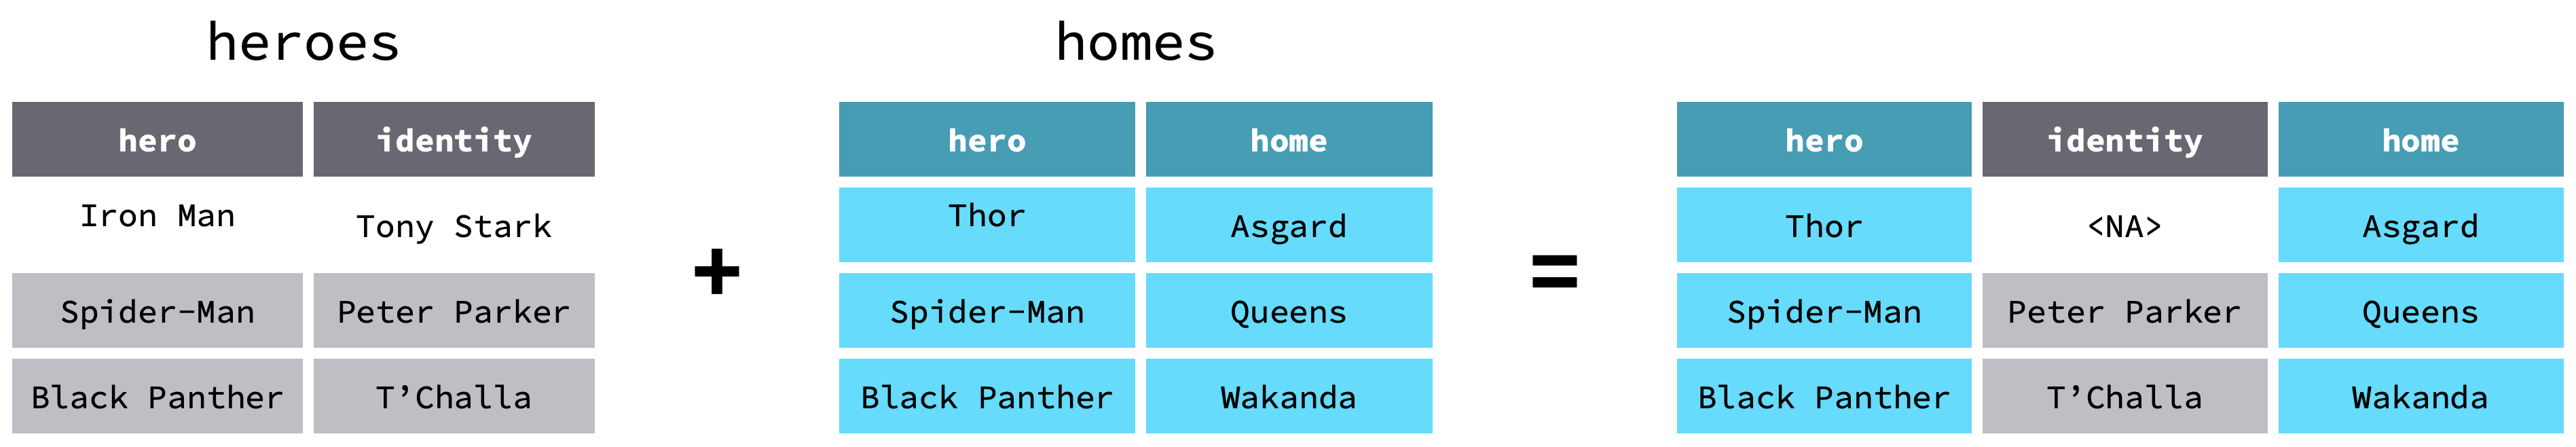 heroes
hero identity
Iron Man Tony Stark
Spider-Man Peter Parker
Black Panther T’Challa
+
homes
hero home
Thor Asgard
Spider-Man Queens
Black Panther Wakanda
=
hero identity home
Thor <NA> Asgard
Spider-Man Peter Parker Queens
Black Panther T’Challa Wakanda